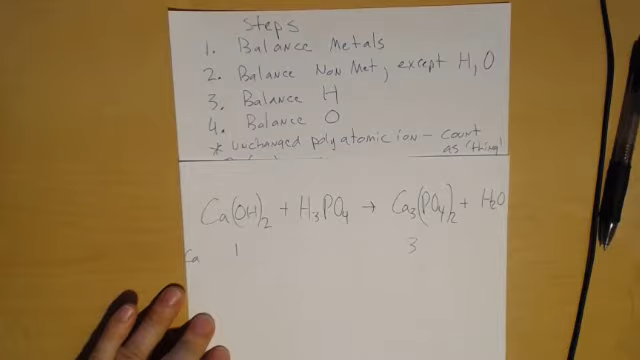 Steps
1. Balance Metals
2. Balance Non Met, except H, O
3. Balance H
4. Balance O
* unchanged polyatomic ion - count
as 'thing'
Ca(OH)₂ + H₃PO₄ → Ca₃(PO₄)₂ + H₂O
Ca 1 3